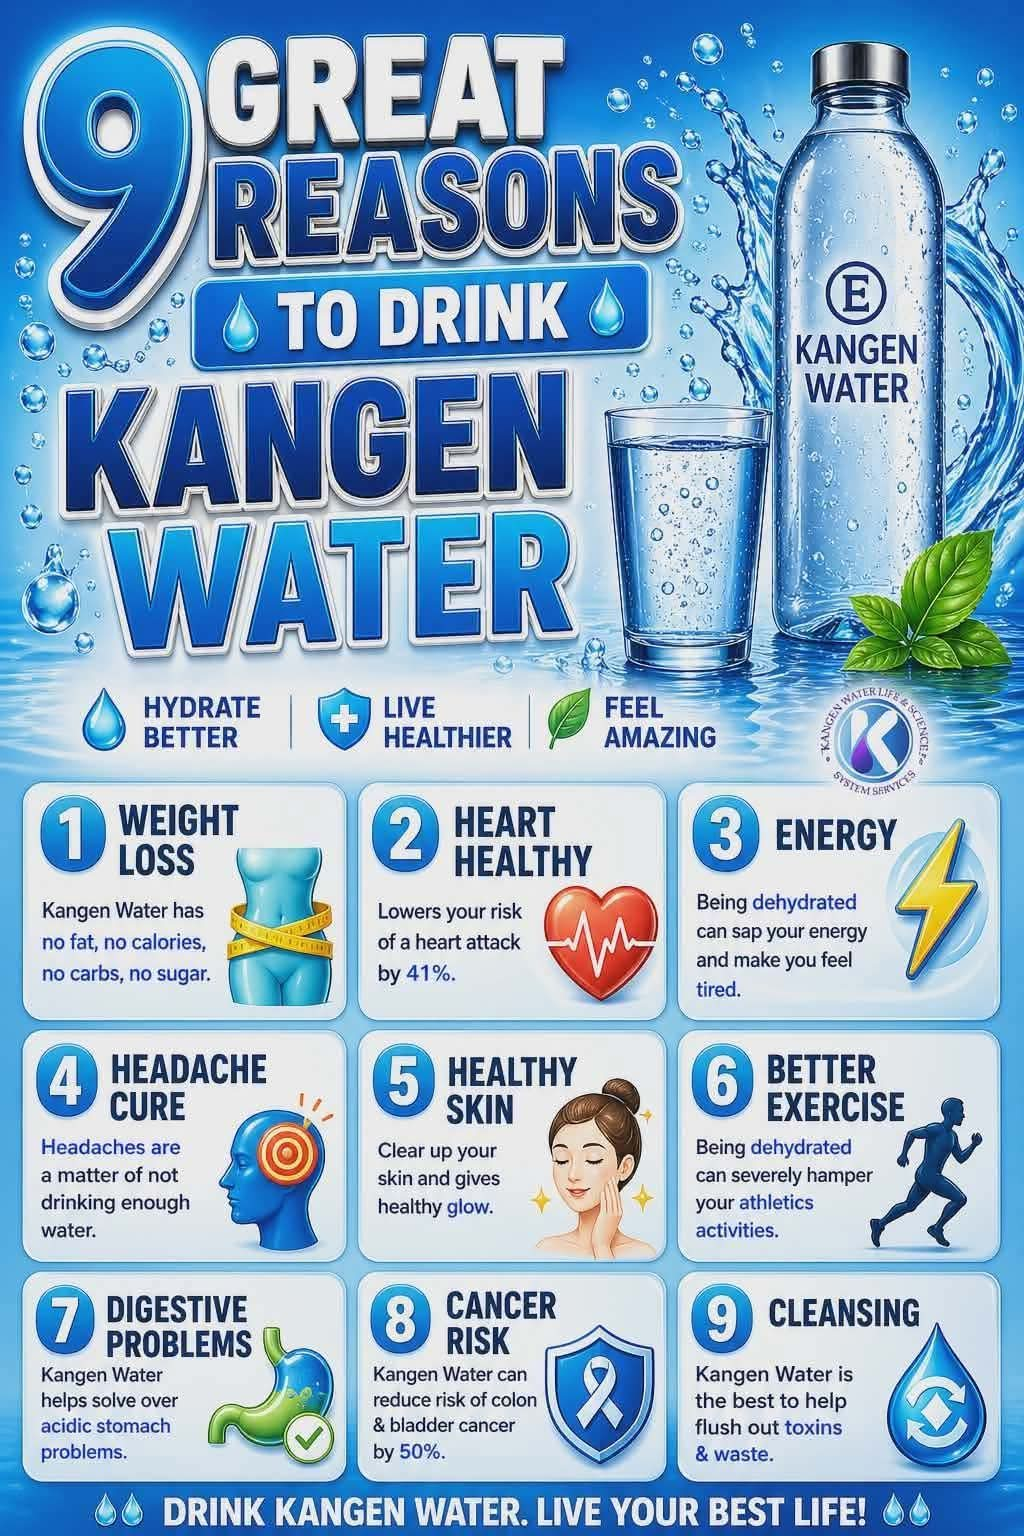 9 GREAT
REASONS
TO DRINK
KANGEN
WATER
E
KANGEN
WATER
HYDRATE
BETTER
LIVE
HEALTHIER
FEEL
AMAZING
KANGEN WATER LIFE & SCIENCE
K
SYSTEM SERVICES
1 WEIGHT
LOSS
Kangen Water has
no fat, no calories,
no carbs, no sugar.
2 HEART
HEALTHY
Lowers your risk
of a heart attack
by 41%.
3 ENERGY
Being dehydrated
can sap your energy
and make you feel
tired.
4 HEADACHE
CURE
Headaches are
a matter of not
drinking enough
water.
5 HEALTHY
SKIN
Clear up your
skin and gives
healthy glow.
6 BETTER
EXERCISE
Being dehydrated
can severely hamper
your athletics
activities.
7 DIGESTIVE
PROBLEMS
Kangen Water
helps solve over
acidic stomach
problems.
8 CANCER
RISK
Kangen Water can
reduce risk of colon
& bladder cancer
by 50%.
9 CLEANSING
Kangen Water is
the best to help
flush out toxins
& waste.
DRINK KANGEN WATER. LIVE YOUR BEST LIFE!